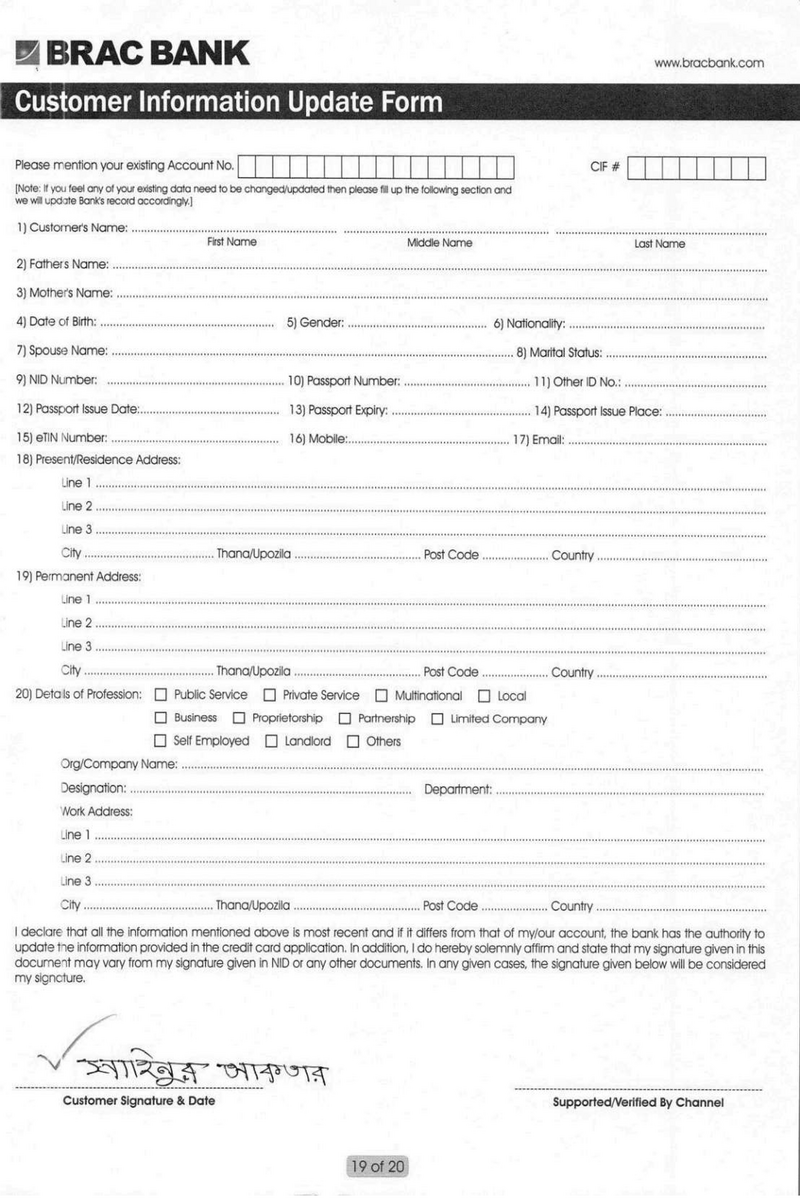 BRAC BANK
www.bracbank.com
Customer Information Update Form
Please mention your existing Account No. CIF #
[Note: If you feel any of your existing data need to be changed/updated then please fill up the following section and
we will update Bank's record accordingly.]
1) Customer's Name:
First Name Middle Name Last Name
2) Fathers Name:
3) Mother's Name:
4) Date of Birth: 5) Gender: 6) Nationality:
7) Spouse Name: 8) Marital Status:
9) NID Number: 10) Passport Number: 11) Other ID No.:
12) Passport Issue Date: 13) Passport Expiry: 14) Passport Issue Place:
15) eTIN Number: 16) Mobile: 17) Email:
18) Present/Residence Address:
Line 1
Line 2
Line 3
City Thana/Upozila Post Code Country
19) Permanent Address:
Line 1
Line 2
Line 3
City Thana/Upozila Post Code Country
20) Details of Profession: Public Service Private Service Multinational Local
Business Proprietorship Partnership Limited Company
Self Employed Landlord Others
Org/Company Name:
Designation: Department:
Work Address:
Line 1
Line 2
Line 3
City Thana/Upozila Post Code Country
I declare that all the information mentioned above is most recent and if it differs from that of my/our account, the bank has the authority to
update the information provided in the credit card application. In addition, I do hereby solemnly affirm and state that my signature given in this
document may vary from my signature given in NID or any other documents. In any given cases, the signature given below will be considered
my signature.
সাইনুর আকতার
Customer Signature & Date Supported/Verified By Channel
19 of 20